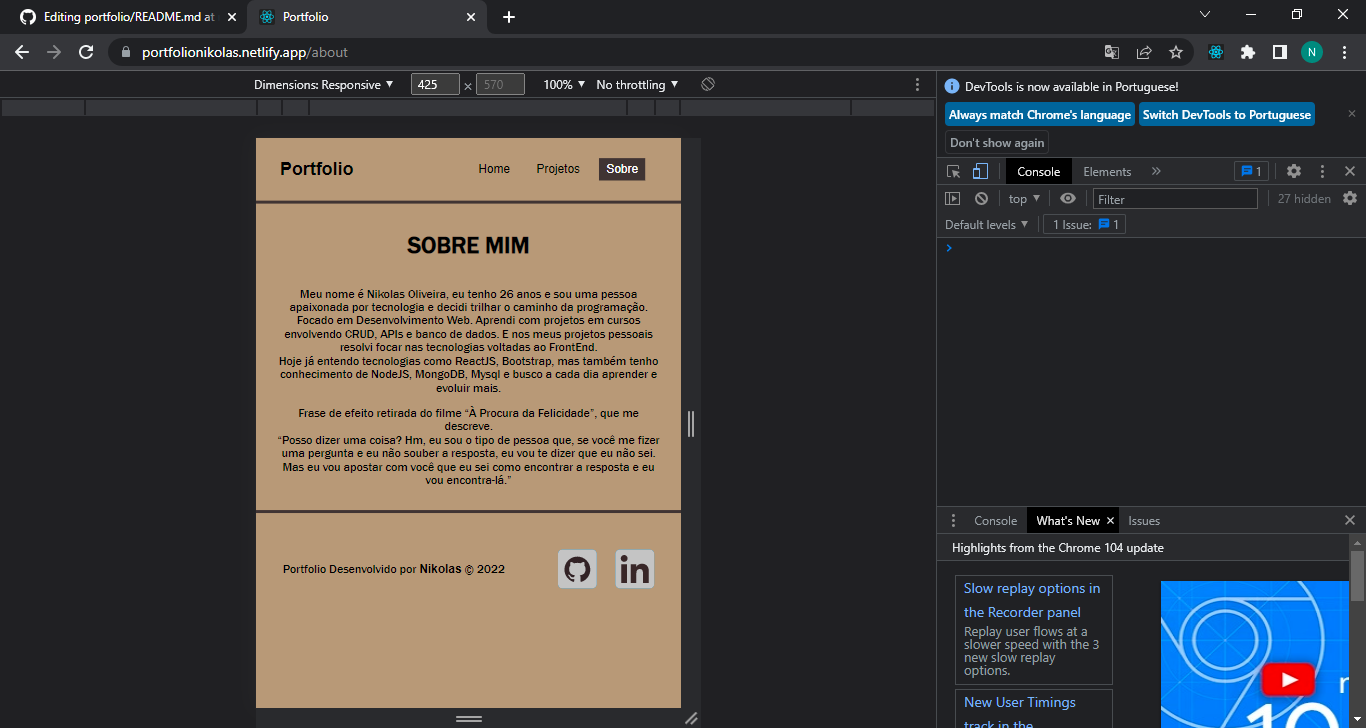 Editing portfolio/README.md at
Portfolio
portfolionikolas.netlify.app/about
N
Dimensions: Responsive
425
×
570
100%
No throttling
DevTools is now available in Portuguese!
Always match Chrome's language
Switch DevTools to Portuguese
Don't show again
Console
Elements
1
top
Filter
27 hidden
Default levels
1 Issue:
1
Portfolio
Home
Projetos
Sobre
SOBRE MIM
Meu nome é Nikolas Oliveira, eu tenho 26 anos e sou uma pessoa
apaixonada por tecnologia e decidi trilhar o caminho da programação.
Focado em Desenvolvimento Web. Aprendi com projetos em cursos
envolvendo CRUD, APIs e banco de dados. E nos meus projetos pessoais
resolvi focar nas tecnologias voltadas ao FrontEnd.
Hoje já entendo tecnologias como ReactJS, Bootstrap, mas também tenho
conhecimento de NodeJS, MongoDB, Mysql e busco a cada dia aprender e
evoluir mais.
Frase de efeito retirada do filme “À Procura da Felicidade”, que me
descreve.
“Posso dizer uma coisa? Hm, eu sou o tipo de pessoa que, se você me fizer
uma pergunta e eu não souber a resposta, eu vou te dizer que eu não sei.
Mas eu vou apostar com você que eu sei como encontrar a resposta e eu
vou encontra-lá.”
Portfolio Desenvolvido por Nikolas © 2022
in
Console
What's New
Issues
Highlights from the Chrome 104 update
Slow replay options in
the Recorder panel
Replay user flows at a
slower speed with the 3
new slow replay
options.
New User Timings
track in the